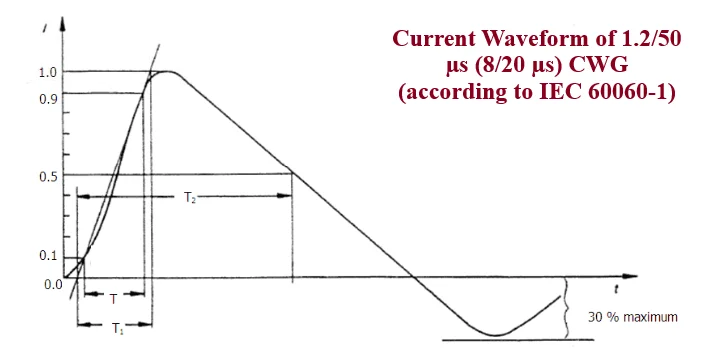 I
Current Waveform of 1.2/50
µs (8/20 µs) CWG
(according to IEC 60060-1)
1.0
0.9
0.5
T₂
0.1
0.0
t
T
T₁
30 % maximum